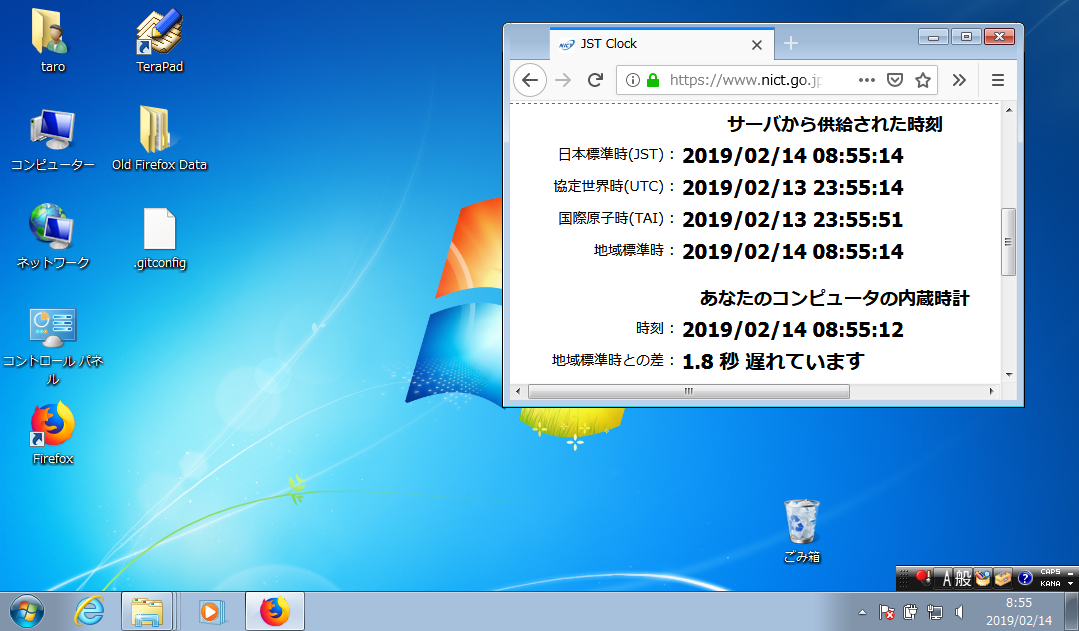 taro
TeraPad
コンピューター
Old Firefox Data
ネットワーク
.gitconfig
コントロール パネ
ル
Firefox
JST Clock
https://www.nict.go.jp
サーバから供給された時刻
日本標準時(JST)： 2019/02/14 08:55:14
協定世界時(UTC)： 2019/02/13 23:55:14
国際原子時(TAI)： 2019/02/13 23:55:51
地域標準時： 2019/02/14 08:55:14
あなたのコンピュータの内蔵時計
時刻： 2019/02/14 08:55:12
地域標準時との差： 1.8 秒 遅れています
ごみ箱
A 般
CAPS
KANA
8:55
2019/02/14